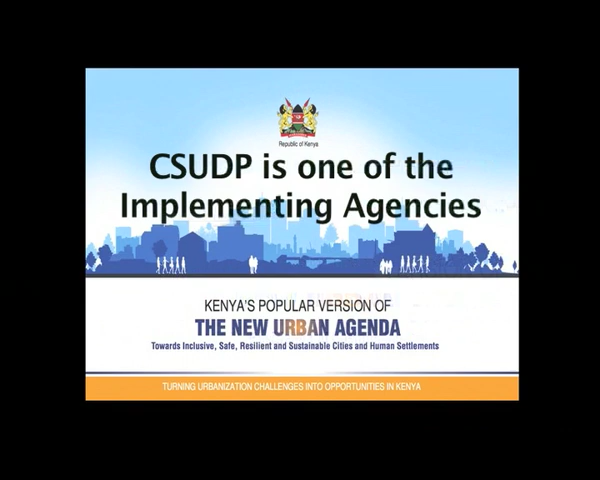 Republic of Kenya
CSUDP is one of the
Implementing Agencies
KENYA'S POPULAR VERSION OF
THE NEW URBAN AGENDA
Towards Inclusive, Safe, Resilient and Sustainable Cities and Human Settlements
TURNING URBANIZATION CHALLENGES INTO OPPORTUNITIES IN KENYA